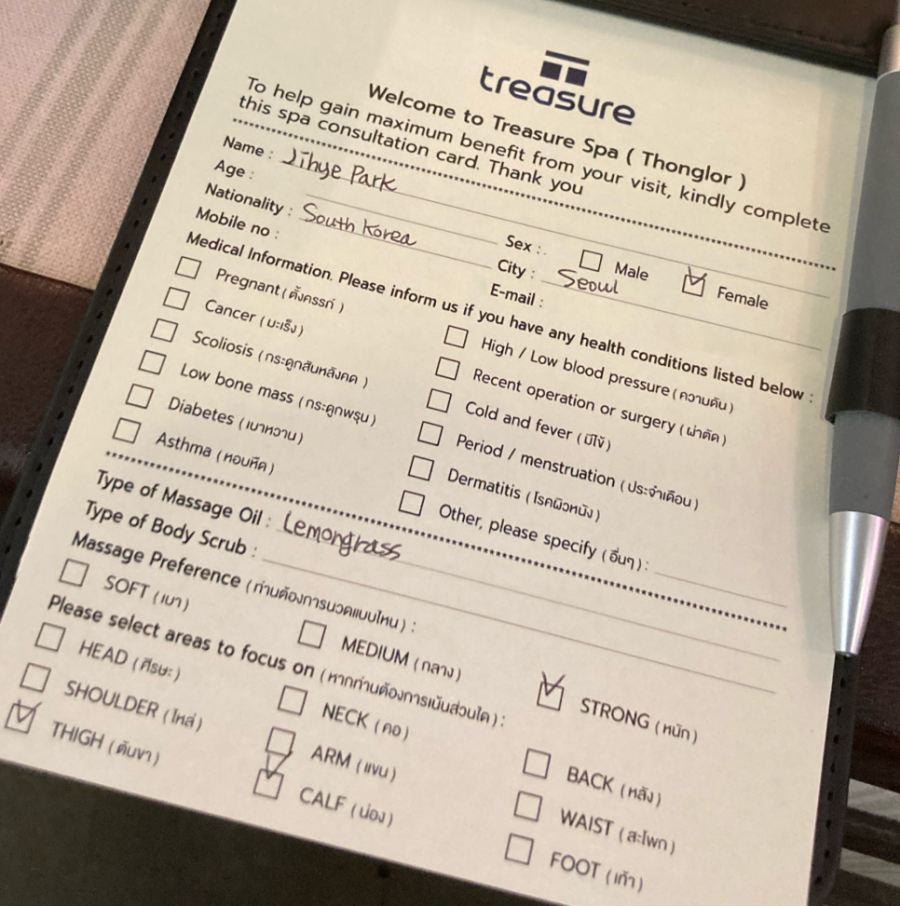 treasure
Welcome to Treasure Spa ( Thonglor )
To help gain maximum benefit from your visit, kindly complete
this spa consultation card. Thank you
Name : Jihye Park
Age : Sex : Male Female
Nationality : South Korea City : Seoul
Mobile no : E-mail :
Medical Information. Please inform us if you have any health conditions listed below :
Pregnant (ตั้งครรภ์ ) High / Low blood pressure (ความดัน)
Cancer (มะเร็ง) Recent operation or surgery (ผ่าตัด)
Scoliosis (กระดูกสันหลังคด ) Cold and fever (มีไข้)
Low bone mass (กระดูกพรุน) Period / menstruation (ประจำเดือน)
Diabetes (เบาหวาน) Dermatitis (โรคผิวหนัง)
Asthma (หอบหืด) Other, please specify (อื่นๆ) :
Type of Massage Oil : Lemongrass
Type of Body Scrub :
Massage Preference (ท่านต้องการนวดแบบไหน) :
SOFT (เบา) MEDIUM (กลาง) STRONG (หนัก)
Please select areas to focus on (หากท่านต้องการเน้นส่วนใด) :
HEAD (ศีรษะ) NECK (คอ) BACK (หลัง)
SHOULDER (ไหล่) ARM (แขน) WAIST (สะโพก)
THIGH (ต้นขา) CALF (น่อง) FOOT (เท้า)